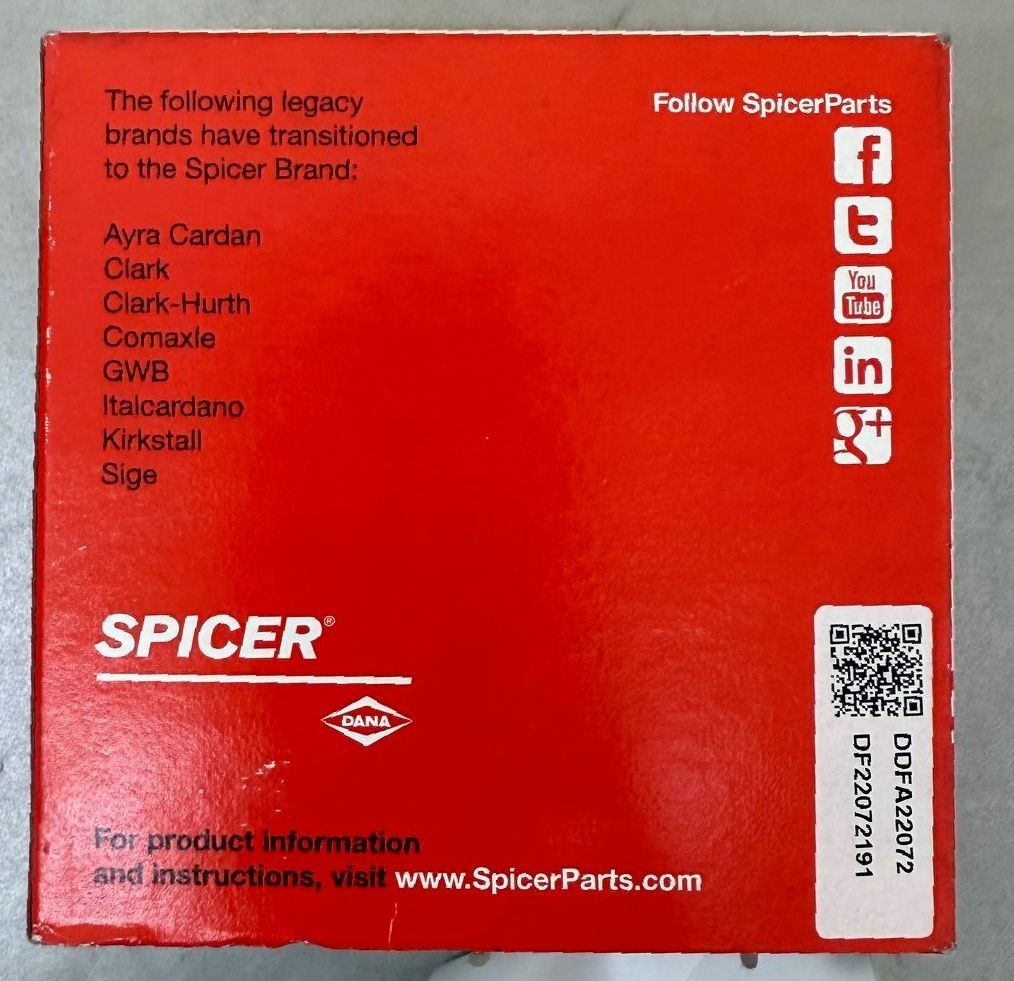 The following legacy
brands have transitioned
to the Spicer Brand:
Ayra Cardan
Clark
Clark-Hurth
Comaxle
GWB
Italcardano
Kirkstall
Sige
Follow SpicerParts
f
t
You
Tube
in
g+
SPICER®
DANA
For product information
and instructions, visit www.SpicerParts.com
DDFA22072
DF22072191